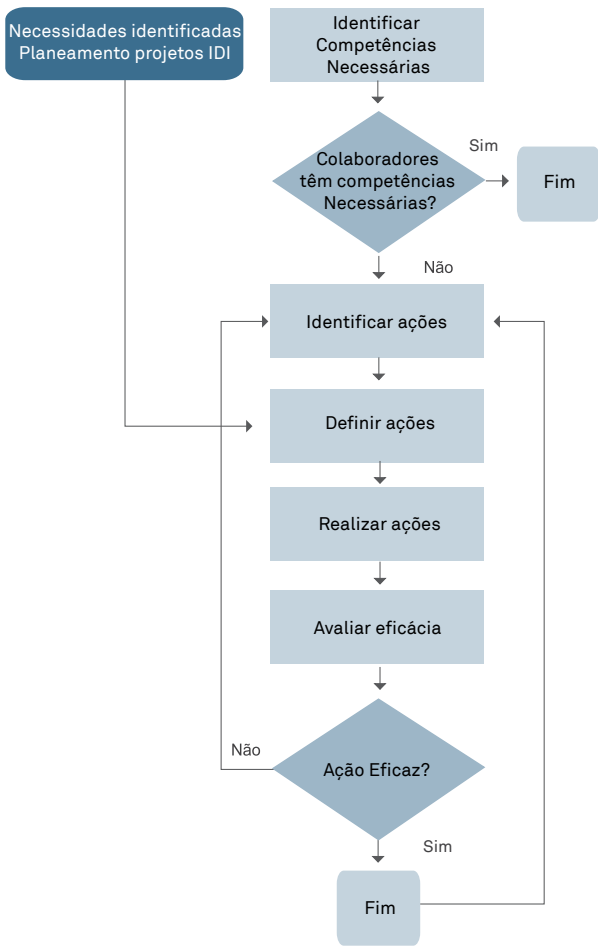 Necessidades identificadas
Planeamento projetos IDI
Identificar
Competências
Necessárias
Colaboradores
têm competências
Necessárias?
Sim
Fim
Não
Identificar ações
Definir ações
Realizar ações
Avaliar eficácia
Não
Ação Eficaz?
Sim
Fim